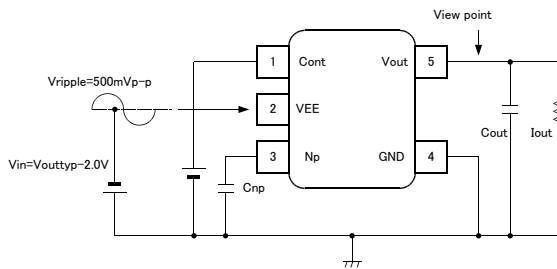 View point
1
Cont
Vout
5
Vripple=500mVp-p
2
VEE
Cout
Iout
Vin=Vouttyp-2.0V
3
Np
GND
4
Cnp